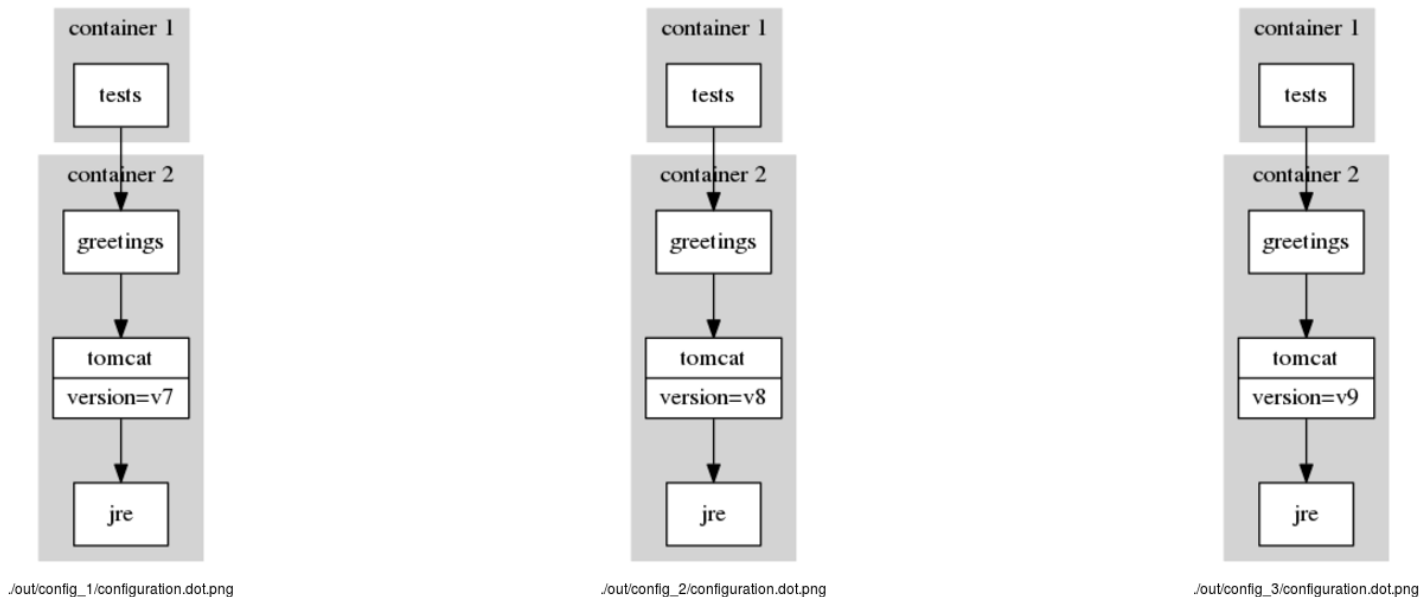 container 1
tests
container 2
greetings
tomcat
version=v7
jre
./out/config_1/configuration.dot.png
container 1
tests
container 2
greetings
tomcat
version=v8
jre
./out/config_2/configuration.dot.png
container 1
tests
container 2
greetings
tomcat
version=v9
jre
./out/config_3/configuration.dot.png